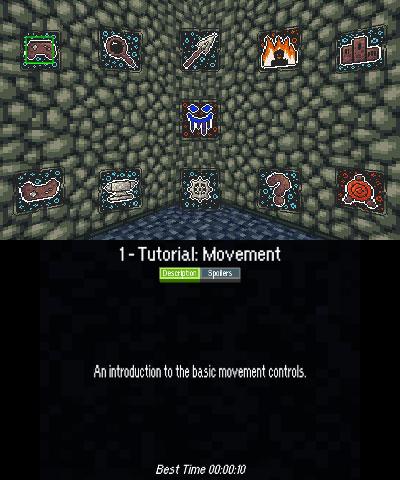 1 - Tutorial: Movement
Description Spoilers
An introduction to the basic movement controls.
Best Time 00:00:10